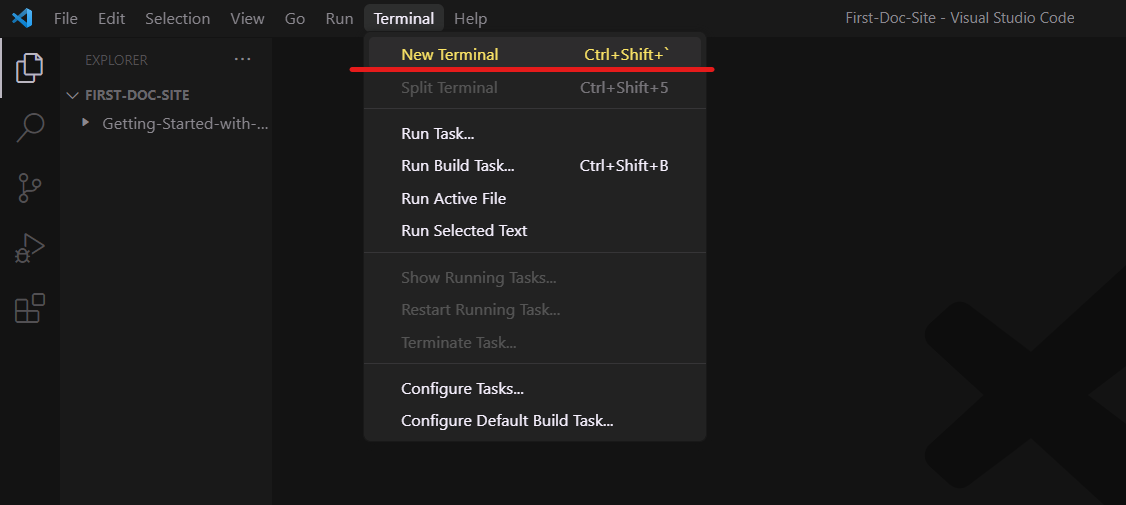 File Edit Selection View Go Run Terminal Help First-Doc-Site - Visual Studio Code
EXPLORER ...
FIRST-DOC-SITE
Getting-Started-with-...
New Terminal Ctrl+Shift+`
Split Terminal Ctrl+Shift+5
Run Task...
Run Build Task... Ctrl+Shift+B
Run Active File
Run Selected Text
Show Running Tasks...
Restart Running Task...
Terminate Task...
Configure Tasks...
Configure Default Build Task...